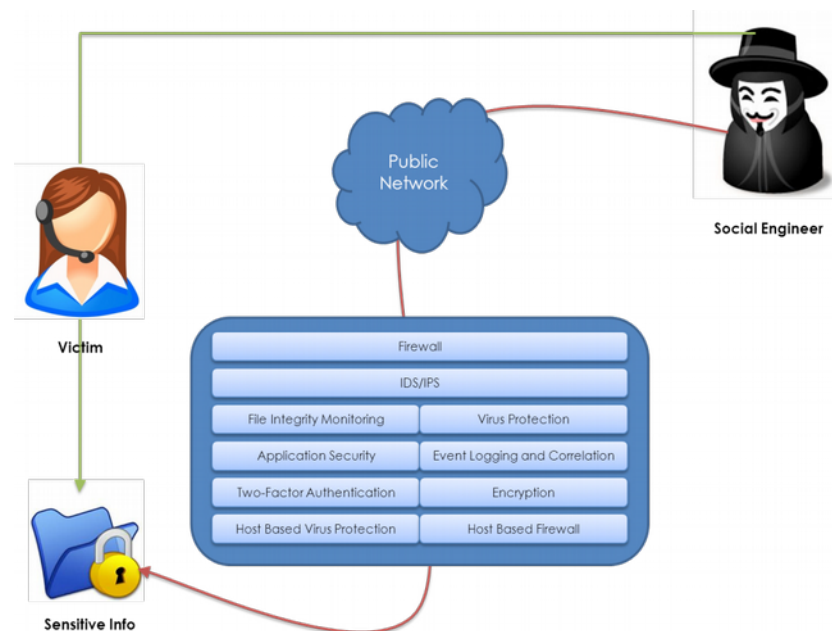 Public
Network
Social Engineer
Victim
Firewall
IDS/IPS
File Integrity Monitoring
Virus Protection
Application Security
Event Logging and Correlation
Two-Factor Authentication
Encryption
Host Based Virus Protection
Host Based Firewall
Sensitive Info